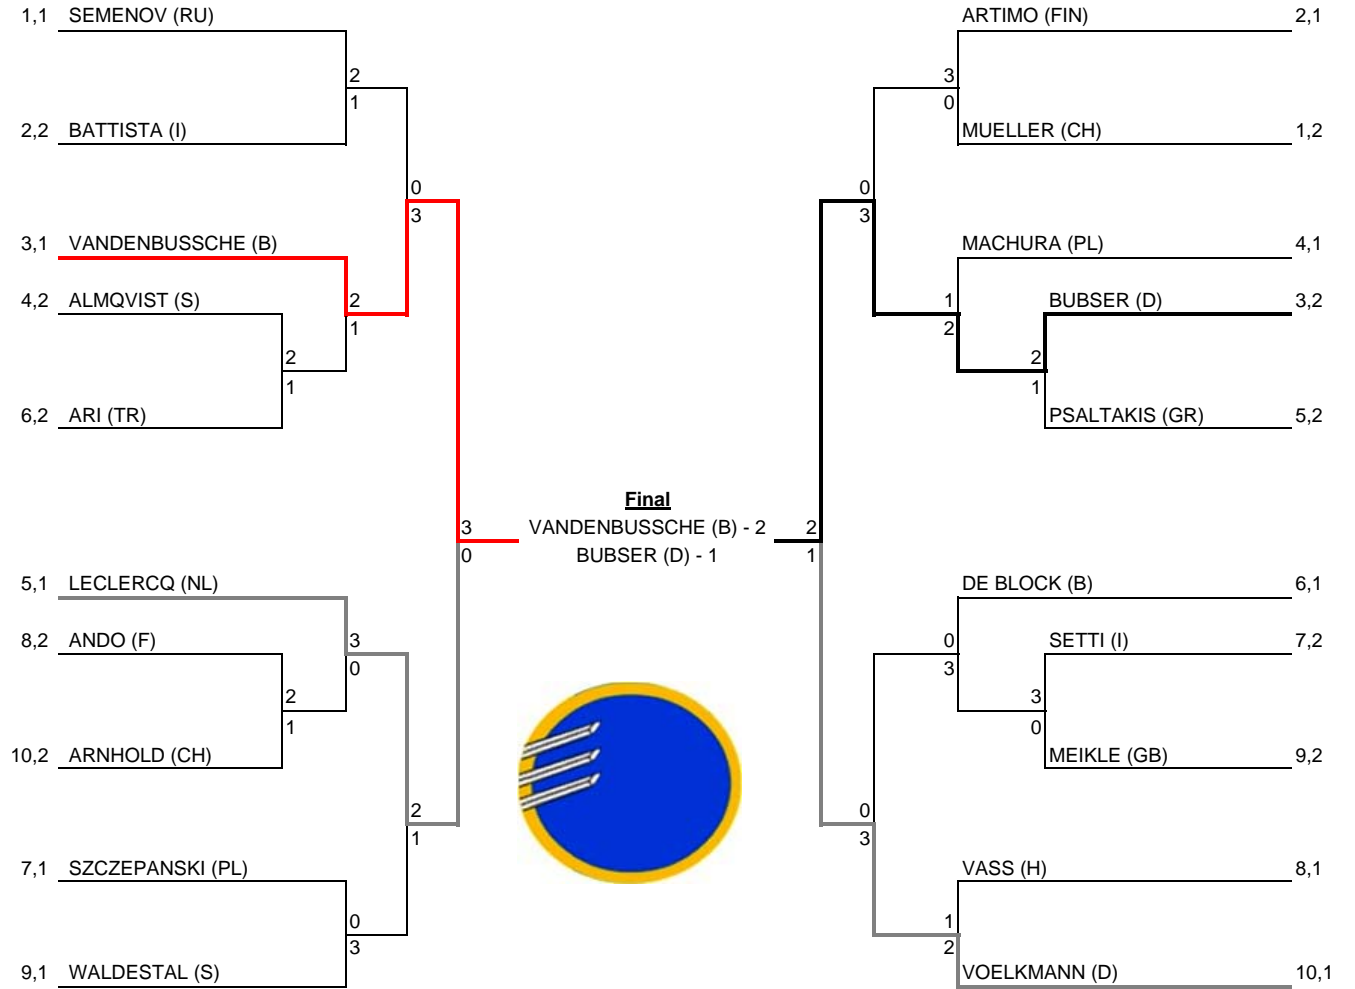 1,1 SEMENOV (RU)
ARTIMO (FIN) 2,1
2
1
3
0
2,2 BATTISTA (I)
MUELLER (CH) 1,2
0
3
0
3
3,1 VANDENBUSSCHE (B)
MACHURA (PL) 4,1
4,2 ALMQVIST (S)
2
1
1
2
BUBSER (D) 3,2
2
1
2
1
6,2 ARI (TR)
PSALTAKIS (GR) 5,2
Final
3
0
VANDENBUSSCHE (B) - 2
BUBSER (D) - 1
2
1
5,1 LECLERCQ (NL)
DE BLOCK (B) 6,1
8,2 ANDO (F)
3
0
0
3
SETTI (I) 7,2
2
1
3
0
10,2 ARNHOLD (CH)
MEIKLE (GB) 9,2
2
1
0
3
7,1 SZCZEPANSKI (PL)
VASS (H) 8,1
0
3
1
2
9,1 WALDESTAL (S)
VOELKMANN (D) 10,1